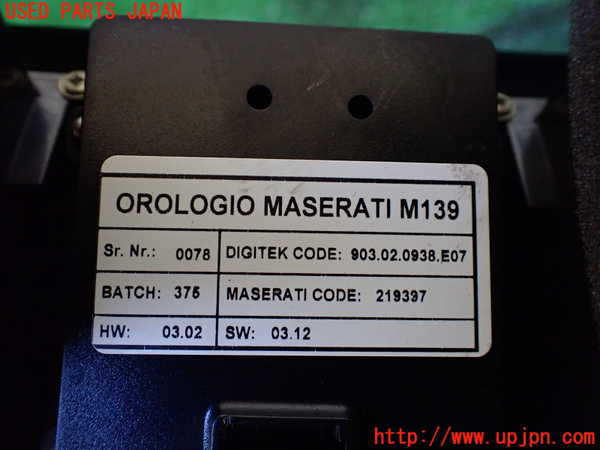 USED PARTS JAPAN
OROLOGIO MASERATI M139
Sr. Nr.: 0078 DIGITEK CODE: 903.02.0938.E07
BATCH: 375 MASERATI CODE: 219397
HW: 03.02 SW: 03.12
http://www.upjpn.com